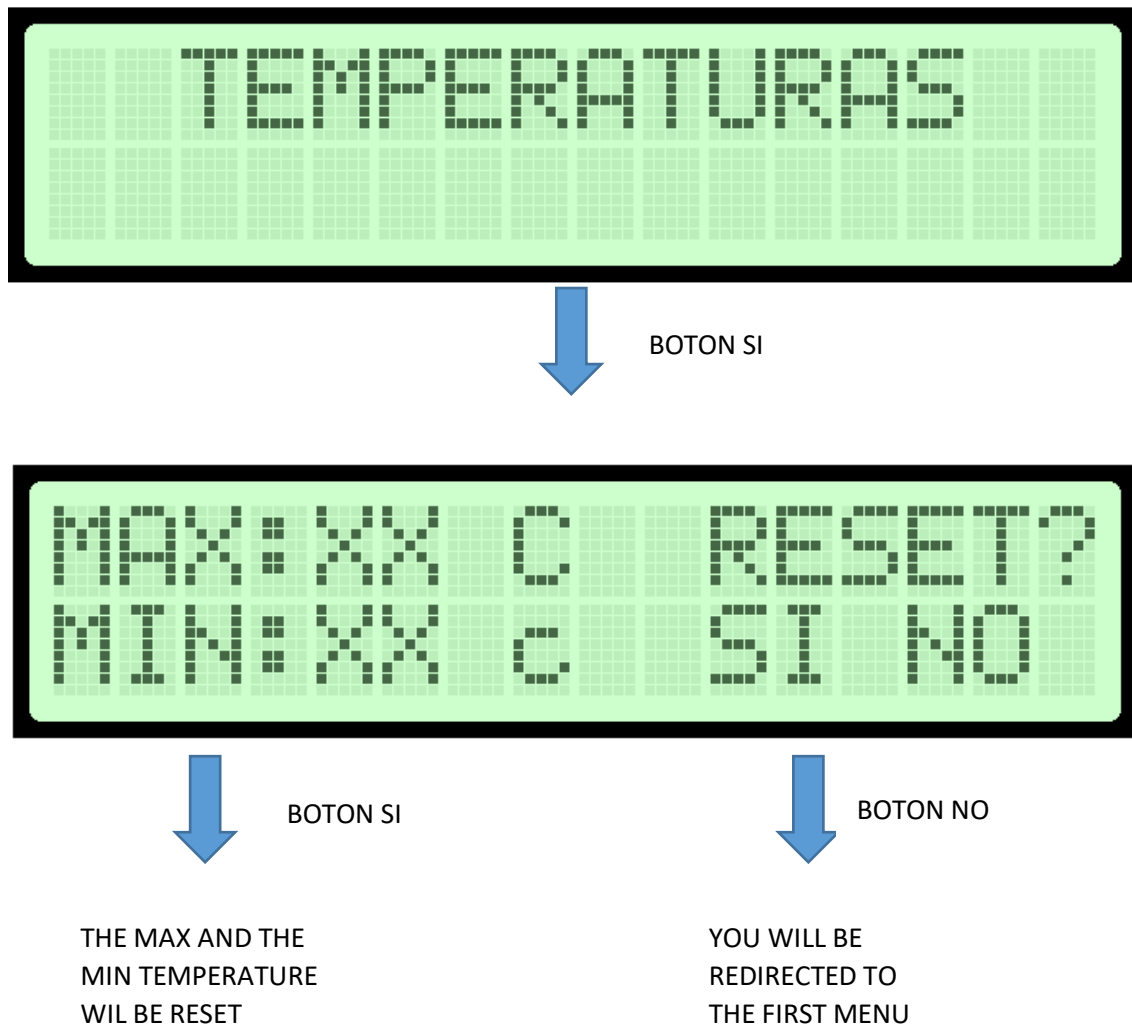 TEMPERATURAS
BOTON SI
MAX:XX C  RESET?
MIN:XX c  SI NO
BOTON SI
BOTON NO
THE MAX AND THE
MIN TEMPERATURE
WIL BE RESET
YOU WILL BE
REDIRECTED TO
THE FIRST MENU